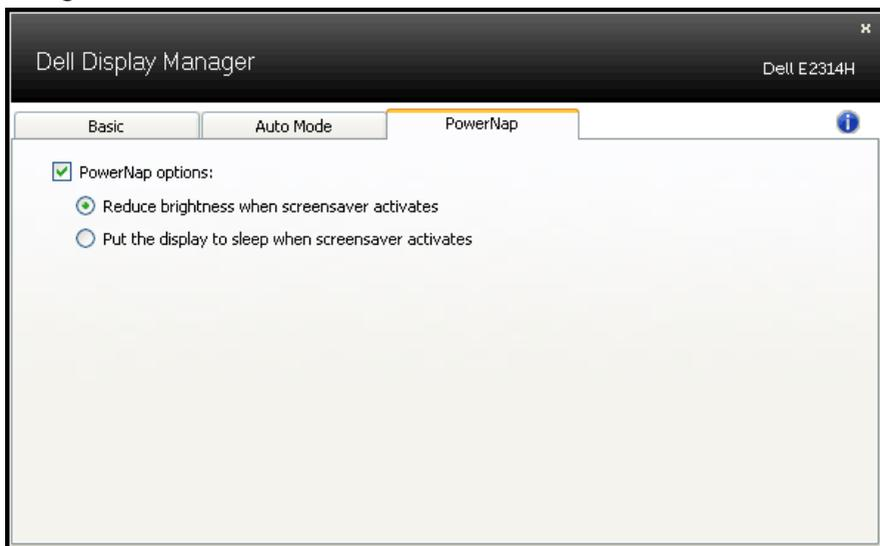 x
Dell Display Manager
Dell E2314H
Basic Auto Mode PowerNap i
PowerNap options:
Reduce brightness when screensaver activates
Put the display to sleep when screensaver activates